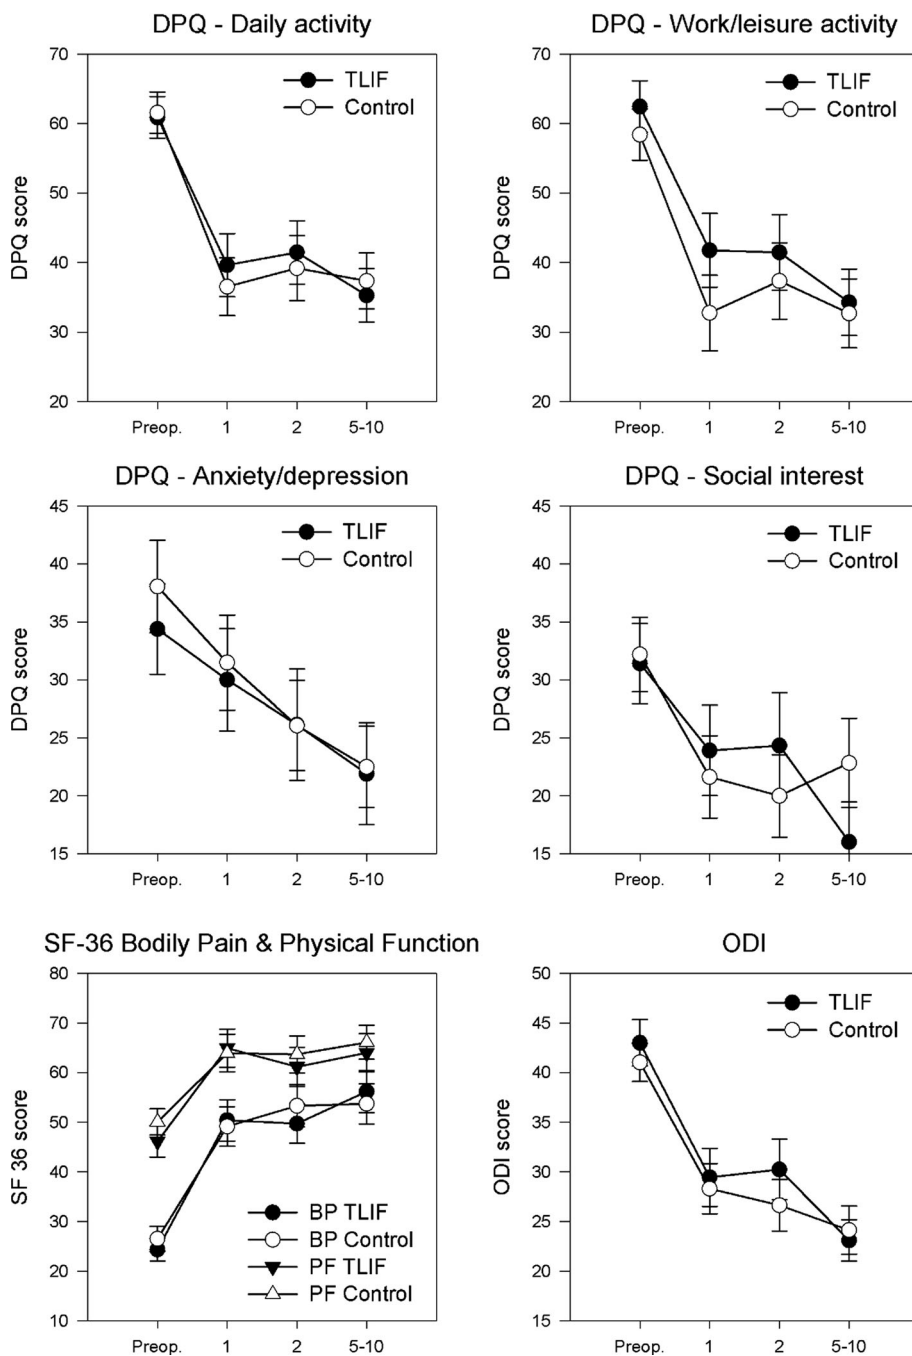 DPQ - Daily activity
DPQ score
70
60
50
40
30
20
TLIF
Control
Preop.
1
2
5-10
DPQ - Work/leisure activity
DPQ score
70
60
50
40
30
20
TLIF
Control
Preop.
1
2
5-10
DPQ - Anxiety/depression
DPQ score
45
40
35
30
25
20
15
TLIF
Control
Preop.
1
2
5-10
DPQ - Social interest
DPQ score
45
40
35
30
25
20
15
TLIF
Control
Preop.
1
2
5-10
SF-36 Bodily Pain & Physical Function
SF 36 score
80
70
60
50
40
30
20
10
BP TLIF
BP Control
PF TLIF
PF Control
Preop.
1
2
5-10
ODI
ODI score
50
45
40
35
30
25
20
15
TLIF
Control
Preop.
1
2
5-10